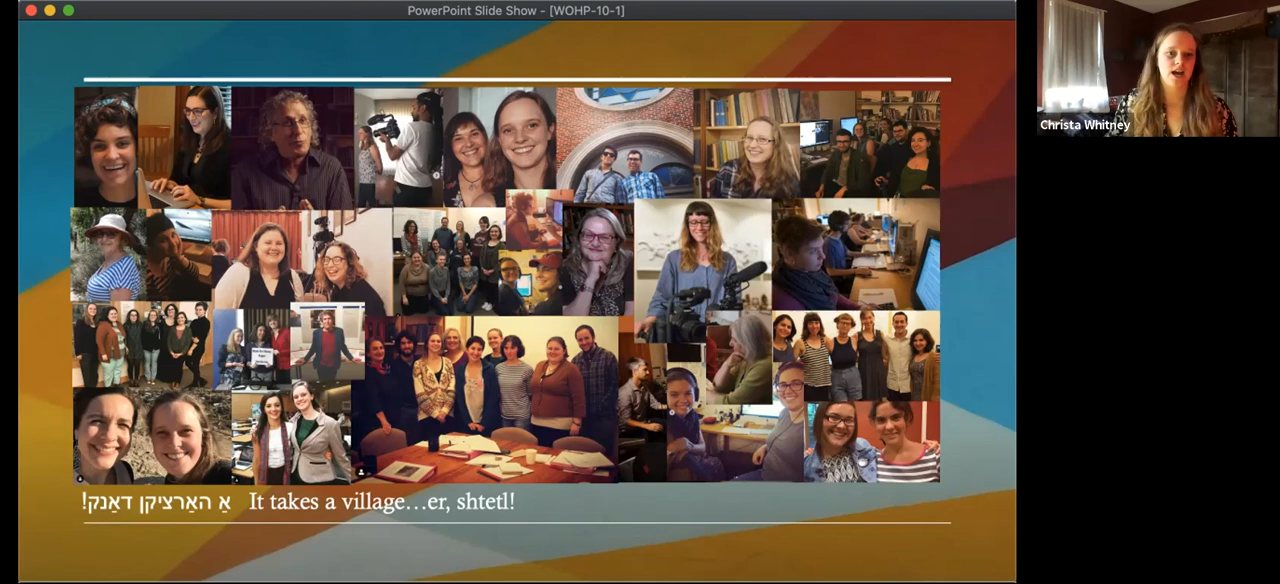 PowerPoint Slide Show - [WOHP-10-1]
Christa Whitney
אַ האַרציקן דאַנק! It takes a village...er, shtetl!